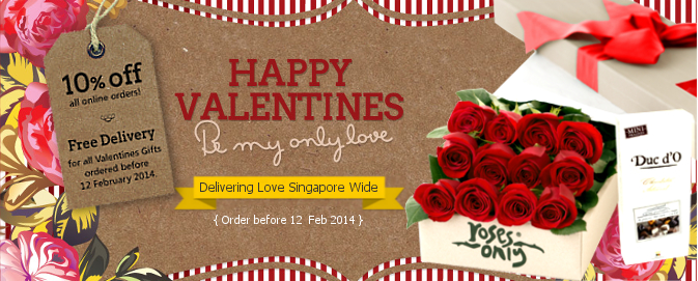 10% off
all online orders!
Free Delivery
for all Valentines Gifts
ordered before
12 February 2014.
HAPPY
VALENTINES
Be my only love
Delivering Love Singapore Wide
{ Order before 12 Feb 2014 }
roses
only
MINI
Duc d'O